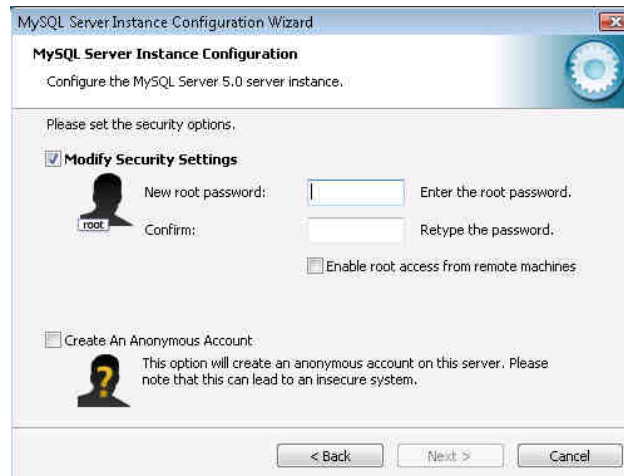 MySQL Server Instance Configuration Wizard
MySQL Server Instance Configuration
Configure the MySQL Server 5.0 server instance.
Please set the security options.
Modify Security Settings
New root password:
Enter the root password.
root
Confirm:
Retype the password.
Enable root access from remote machines
Create An Anonymous Account
This option will create an anonymous account on this server. Please
note that this can lead to an insecure system.
< Back
Next >
Cancel